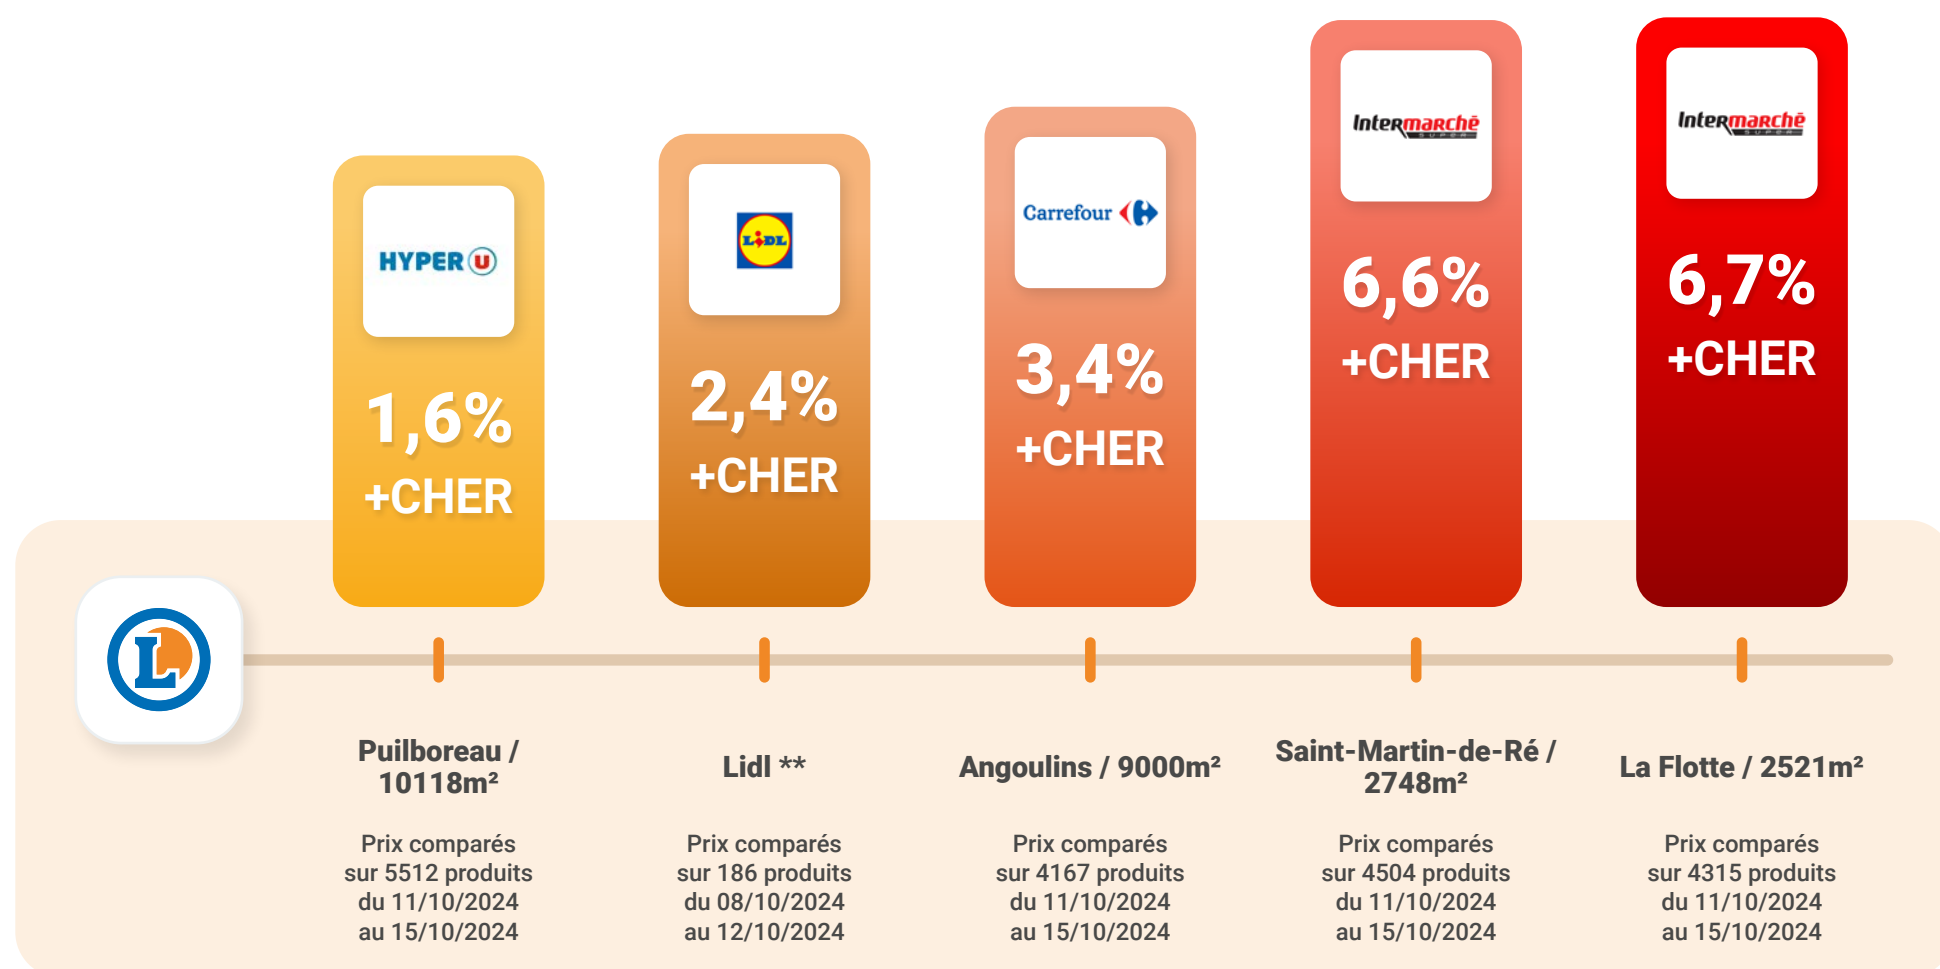 HYPER U
1,6%
+CHER
LIDL
2,4%
+CHER
Carrefour
3,4%
+CHER
Intermarché
SUPER
6,6%
+CHER
Intermarché
SUPER
6,7%
+CHER
L
Puilboreau /
10118m²
Prix comparés
sur 5512 produits
du 11/10/2024
au 15/10/2024
Lidl **
Prix comparés
sur 186 produits
du 08/10/2024
au 12/10/2024
Angoulins / 9000m²
Prix comparés
sur 4167 produits
du 11/10/2024
au 15/10/2024
Saint-Martin-de-Ré /
2748m²
Prix comparés
sur 4504 produits
du 11/10/2024
au 15/10/2024
La Flotte / 2521m²
Prix comparés
sur 4315 produits
du 11/10/2024
au 15/10/2024